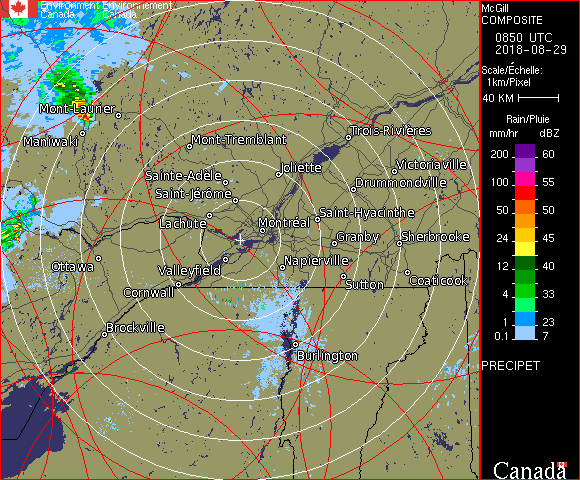 Environment Environnement
Canada Canada
McGill
COMPOSITE
0850 UTC
2018-08-29
Scale/Échelle:
1km/Pixel
40 KM
Rain/Pluie
mm/hr dBZ
200 60
150 57
100 55
50 50
24 45
12 40
4 33
1 23
0.1 7
PRECIPET
Canada
Mont-Laurier
Maniwaki
Mont-Tremblant
Trois-Rivières
Victoriaville
Joliette
Sainte-Adèle
Drummondville
Saint-Jérôme
Saint-Hyacinthe
Lachute
Montréal
Granby
Sherbrooke
Ottawa
Valleyfield
Napierville
Sutton
Coaticook
Cornwall
Brockville
Burlington